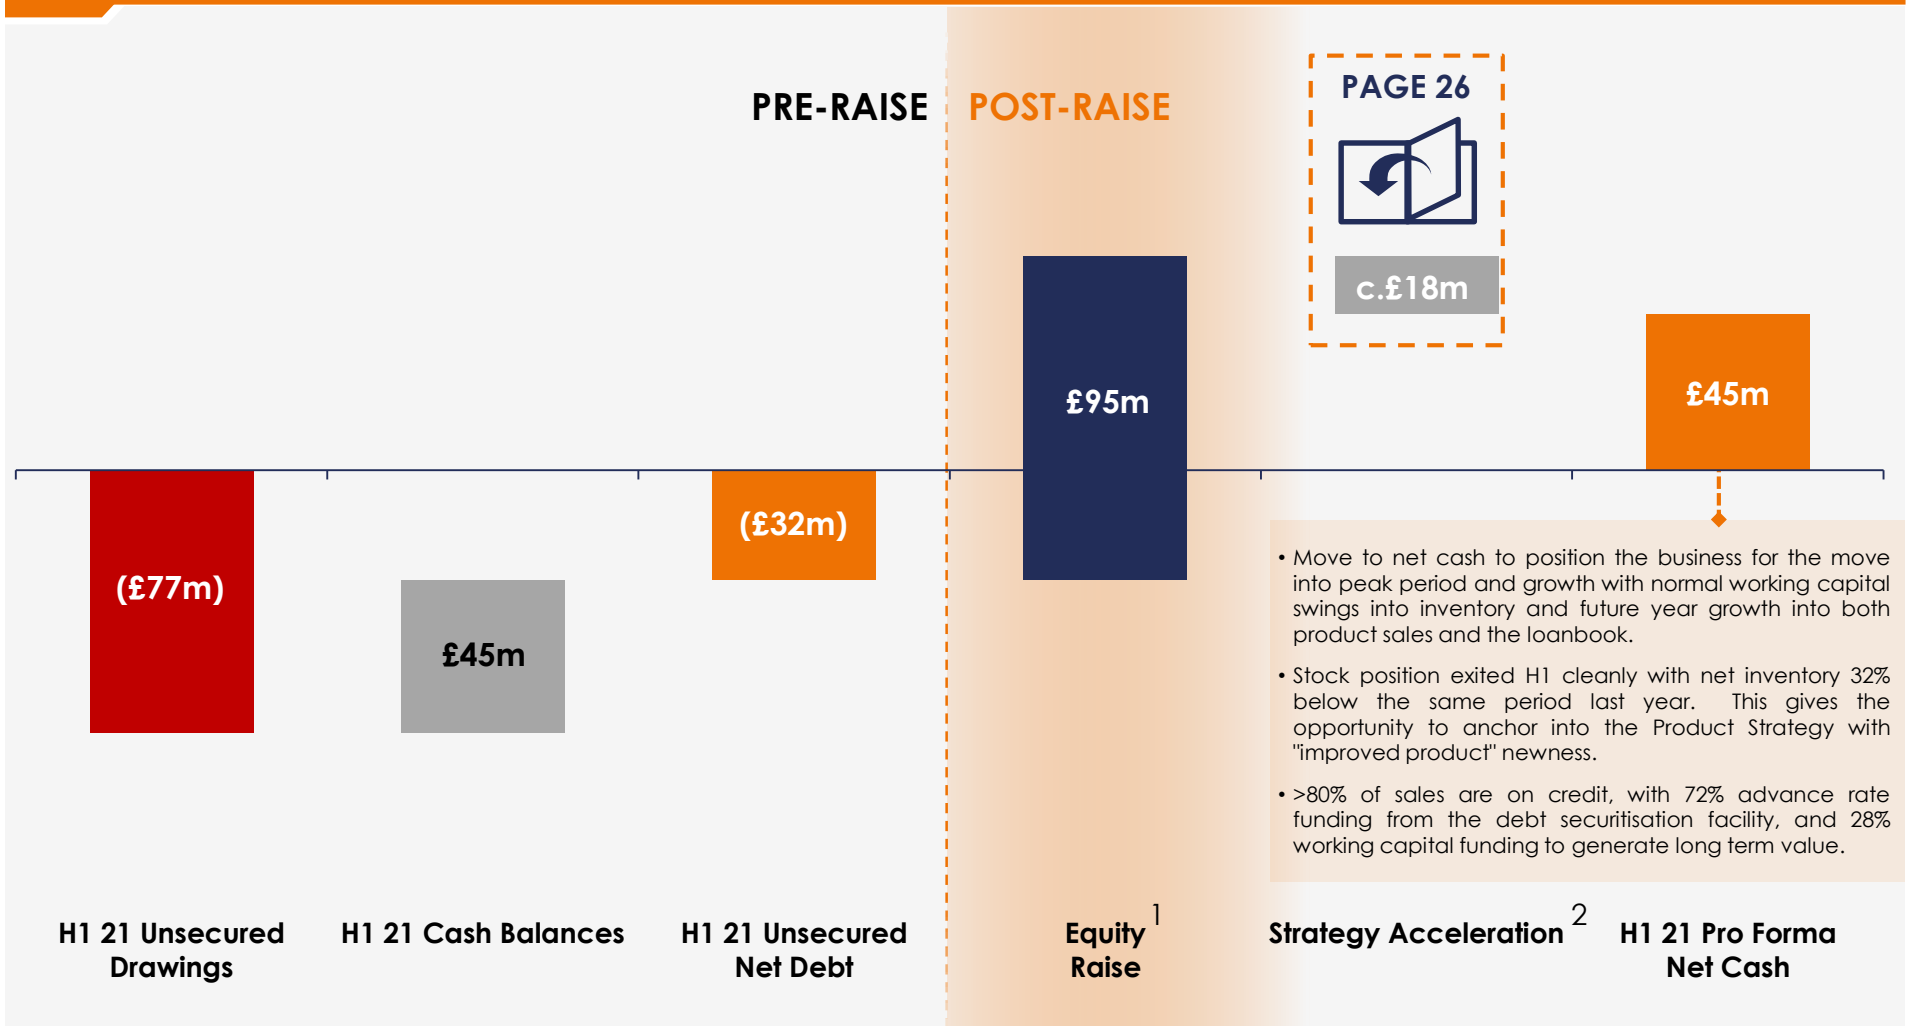 PRE-RAISE
POST-RAISE
PAGE 26
c.£18m
£95m
£45m
(£32m)
(£77m)
£45m
• Move to net cash to position the business for the move
into peak period and growth with normal working capital
swings into inventory and future year growth into both
product sales and the loanbook.
• Stock position exited H1 cleanly with net inventory 32%
below the same period last year. This gives the
opportunity to anchor into the Product Strategy with
"improved product" newness.
• >80% of sales are on credit, with 72% advance rate
funding from the debt securitisation facility, and 28%
working capital funding to generate long term value.
H1 21 Unsecured
Drawings
H1 21 Cash Balances
H1 21 Unsecured
Net Debt
Equity 1
Raise
Strategy Acceleration 2
H1 21 Pro Forma
Net Cash